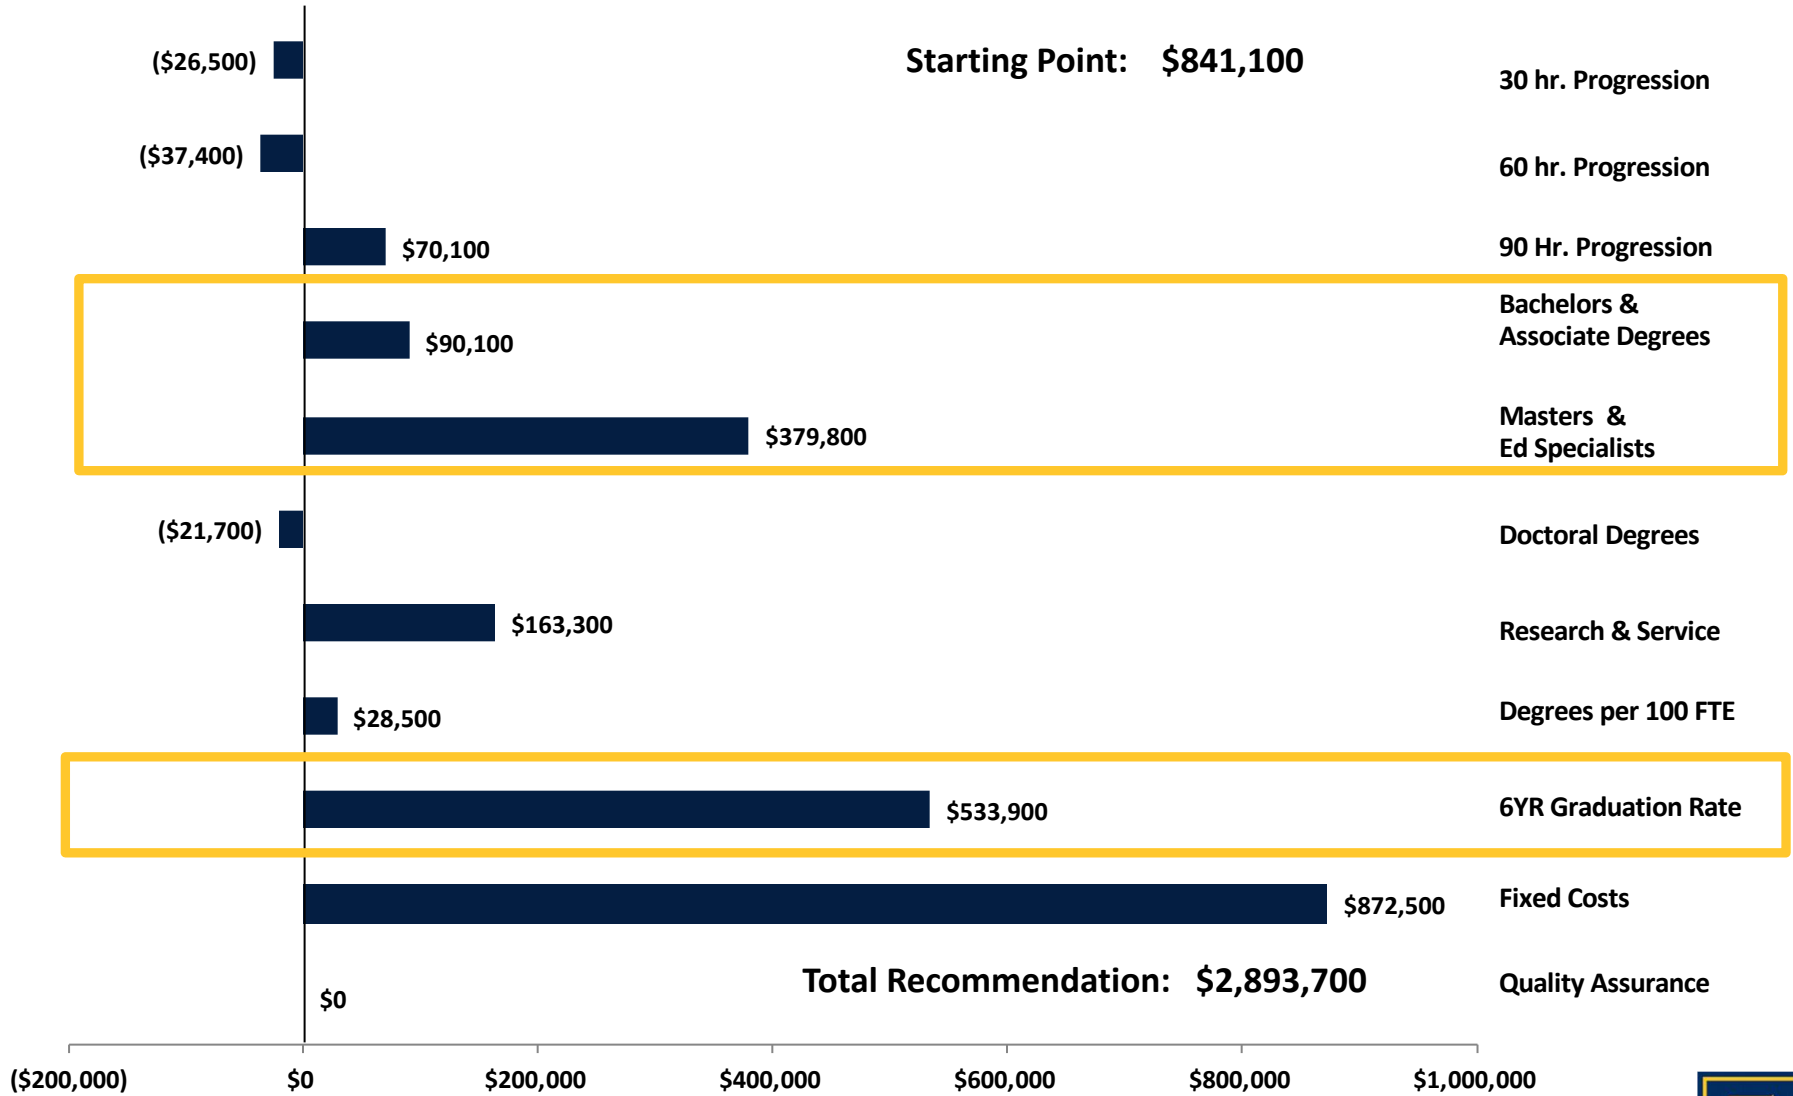 ($26,500)
Starting Point: $841,100
30 hr. Progression
($37,400)
60 hr. Progression
$70,100
90 Hr. Progression
$90,100
Bachelors &
Associate Degrees
$379,800
Masters &
Ed Specialists
($21,700)
Doctoral Degrees
$163,300
Research & Service
$28,500
Degrees per 100 FTE
$533,900
6YR Graduation Rate
$872,500
Fixed Costs
$0
Total Recommendation: $2,893,700
Quality Assurance
($200,000) $0 $200,000 $400,000 $600,000 $800,000 $1,000,000